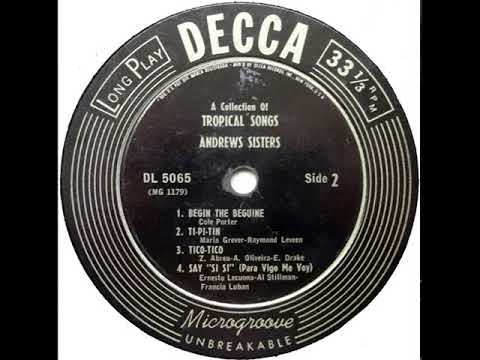 LONG PLAY
DECCA
33 1/3 RPM
A Collection Of
TROPICAL SONGS
ANDREWS SISTERS
DL 5065
Side 2
(MG 1179)
1. BEGIN THE BEGUINE
Cole Porter
2. TI-PI-TIN
Maria Grever-Raymond Leveen
3. TICO-TICO
Z. Abreu-A. Oliveira-E. Drake
4. SAY "SI SI" (Para Vigo Me Voy)
Ernesto Lecuona-Al Stillman-
Francia Luban
Microgroove
UNBREAKABLE